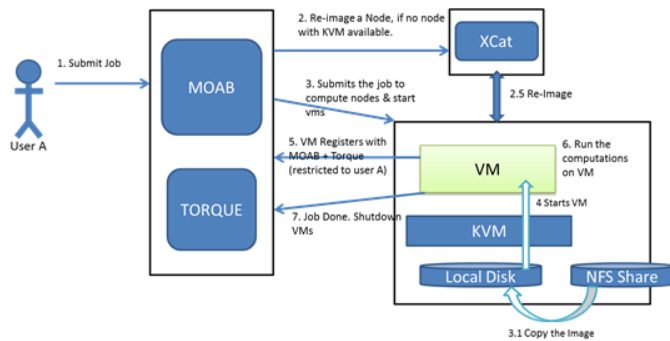 1. Submit Job
User A
MOAB
TORQUE
2. Re-image a Node, if no node
with KVM available.
XCat
2.5 Re-Image
3. Submits the job to
compute nodes & start
vms
5. VM Registers with
MOAB + Torque
(restricted to user A)
7. Job Done. Shutdown
VMs
VM
6. Run the
computations
on VM
4 Starts VM
KVM
Local Disk
NFS Share
3.1 Copy the Image